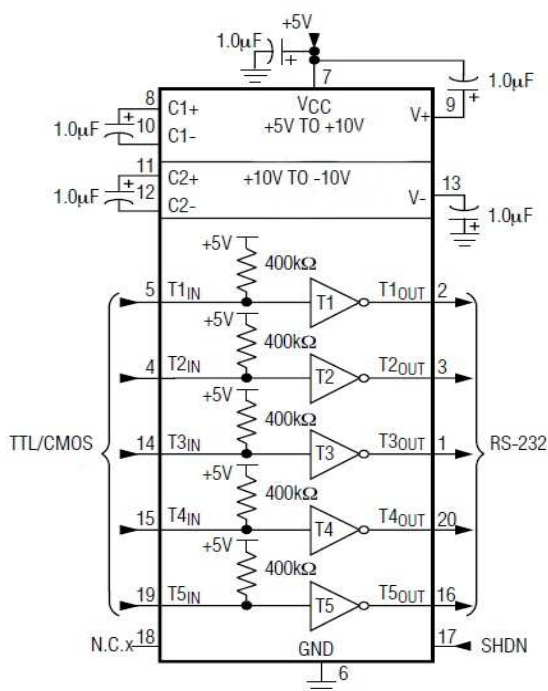 +5V
1.0µF
+
7
8 C1+ VCC V+ 9
1.0µF + 10 C1- +5V TO +10V + 1.0µF
11 C2+ +10V TO -10V
1.0µF + 12 C2- V- 13
+ 1.0µF
+5V 400kΩ
5 T1IN T1 T1OUT 2
+5V 400kΩ
4 T2IN T2 T2OUT 3
+5V 400kΩ
TTL/CMOS 14 T3IN T3 T3OUT 1 RS-232
+5V 400kΩ
15 T4IN T4 T4OUT 20
+5V 400kΩ
19 T5IN T5 T5OUT 16
N.C.x 18 GND 17 SHDN
6